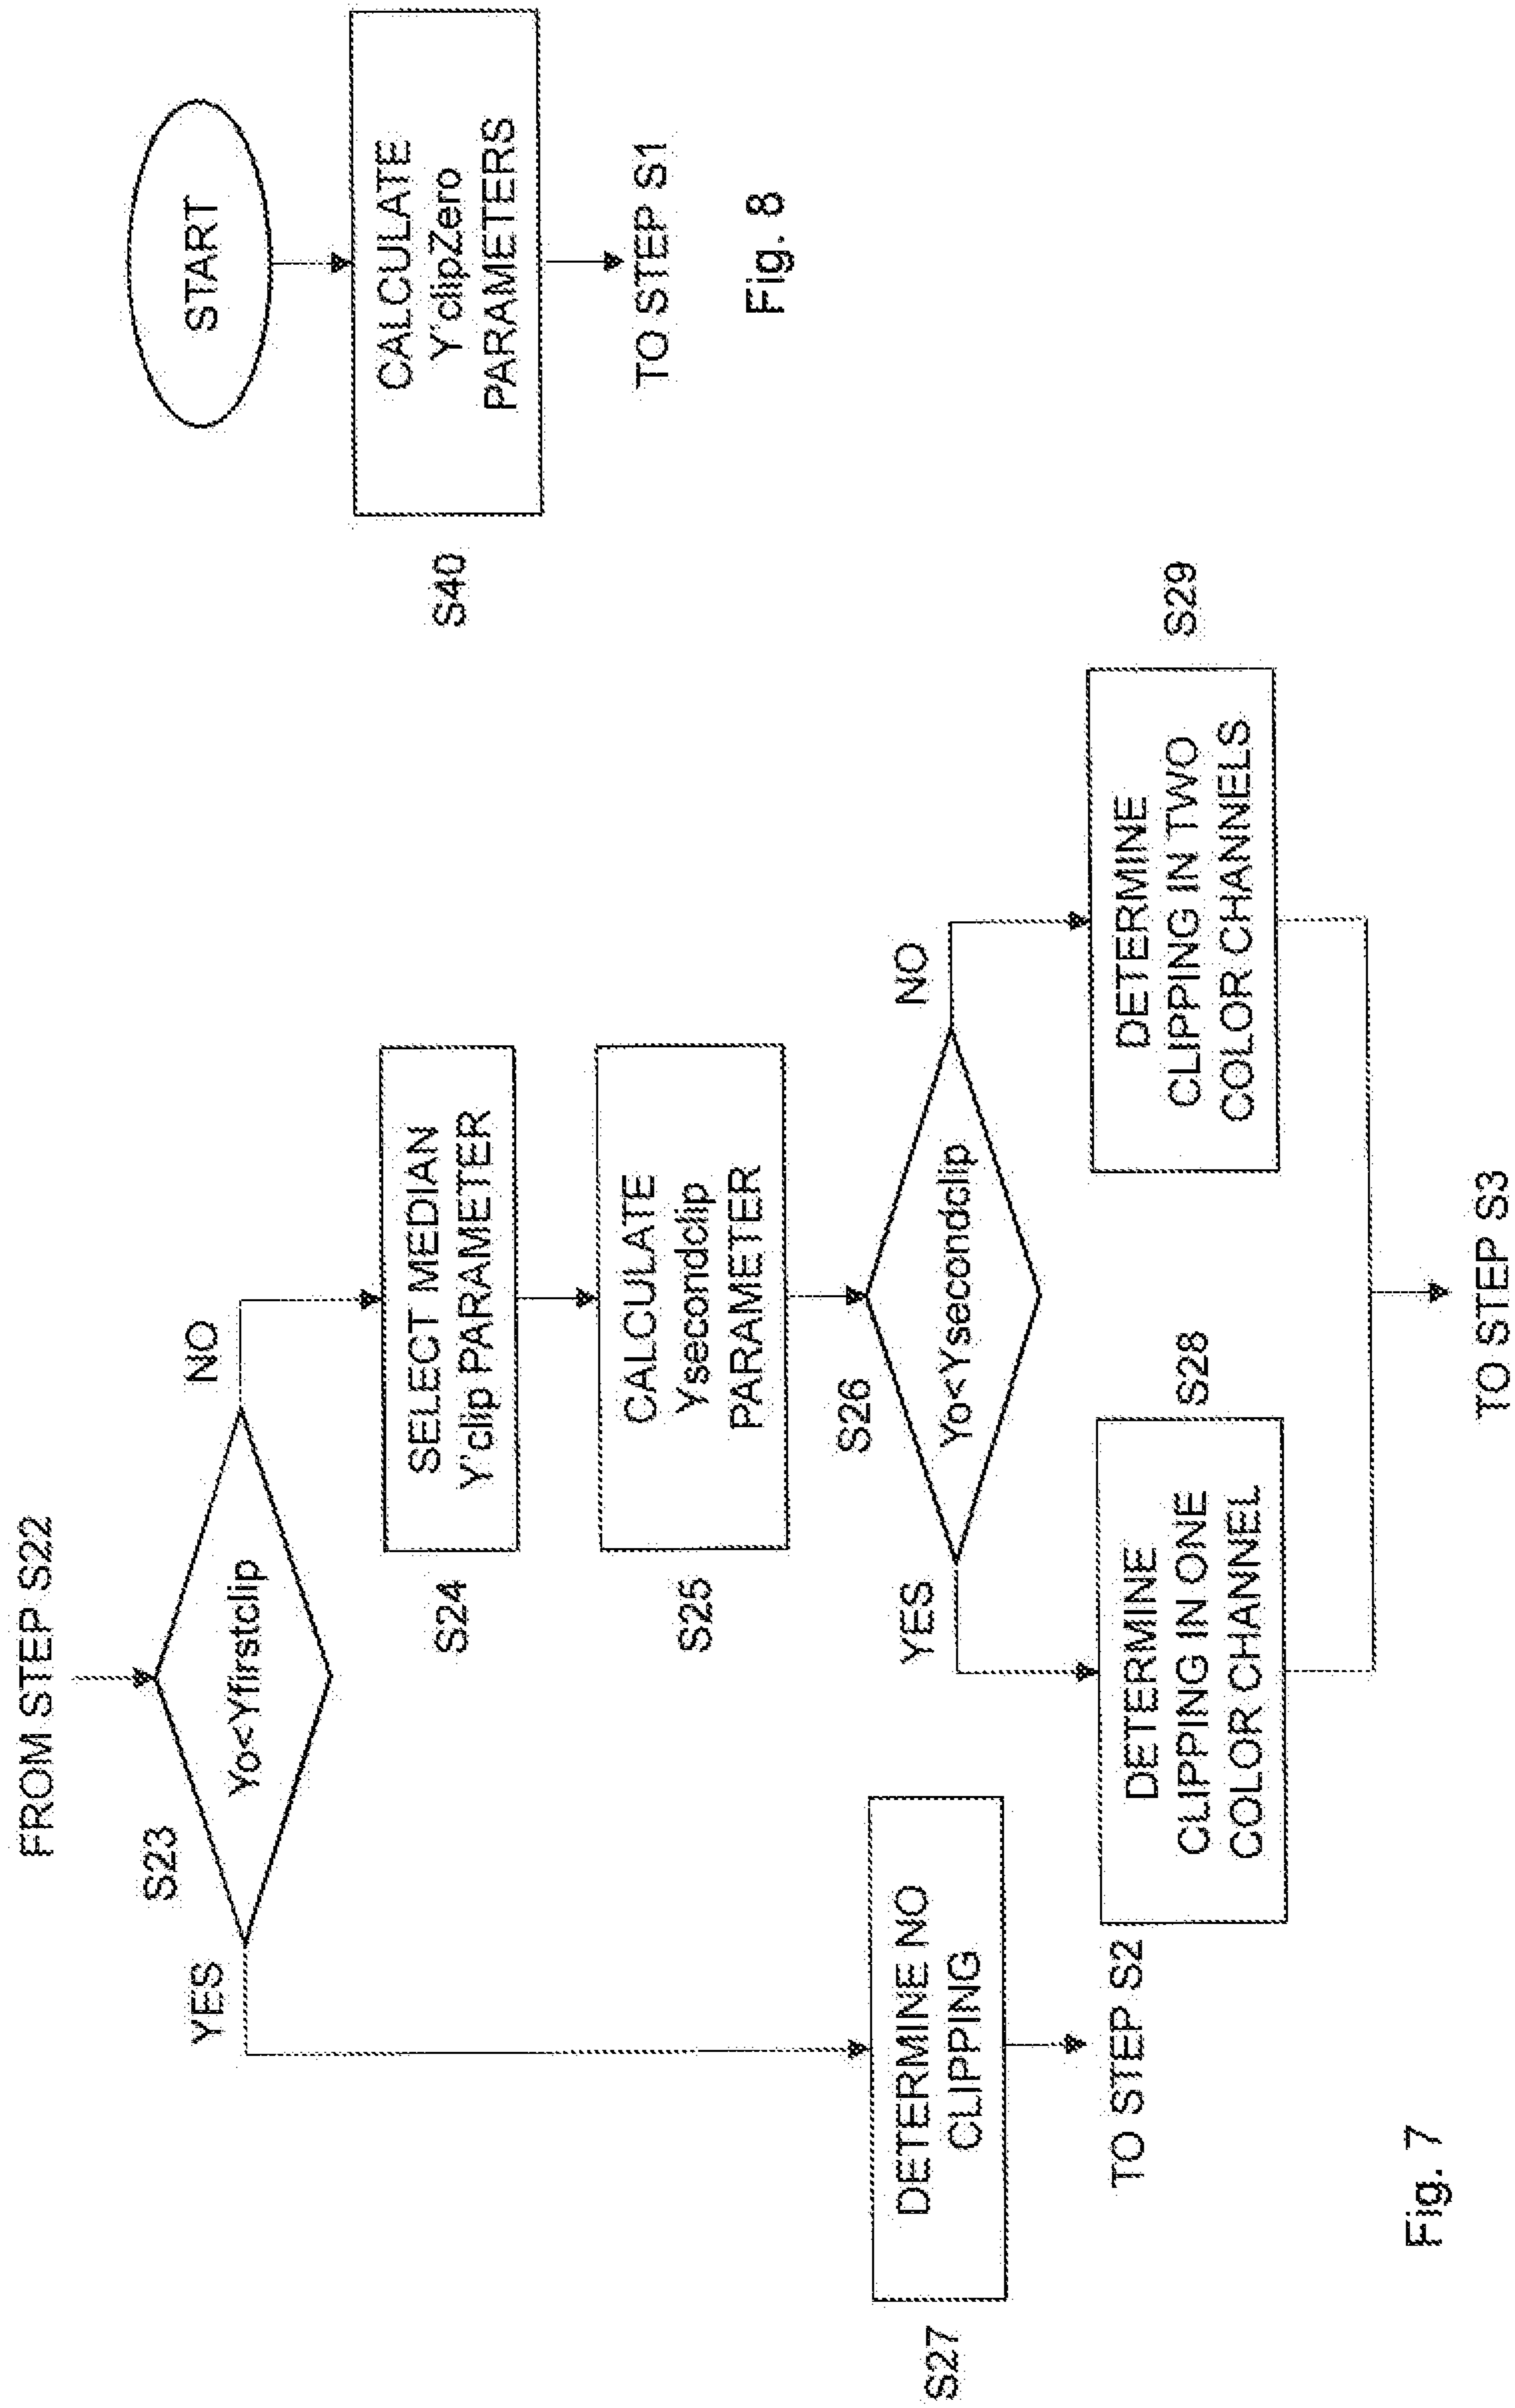 FROM STEP S22
S23
Yo<Yfirstclip
YES
NO
S24
SELECT MEDIAN
Y'clip PARAMETER
S25
CALCULATE
Ysecondclip
PARAMETER
S26
Yo<Ysecondclip
YES
NO
S27
DETERMINE NO
CLIPPING
TO STEP S2
DETERMINE
CLIPPING IN ONE
COLOR CHANNEL
S28
DETERMINE
CLIPPING IN TWO
COLOR CHANNELS
S29
TO STEP S3
Fig. 7
START
S40
CALCULATE
Y'clipZero
PARAMETERS
TO STEP S1
Fig. 8